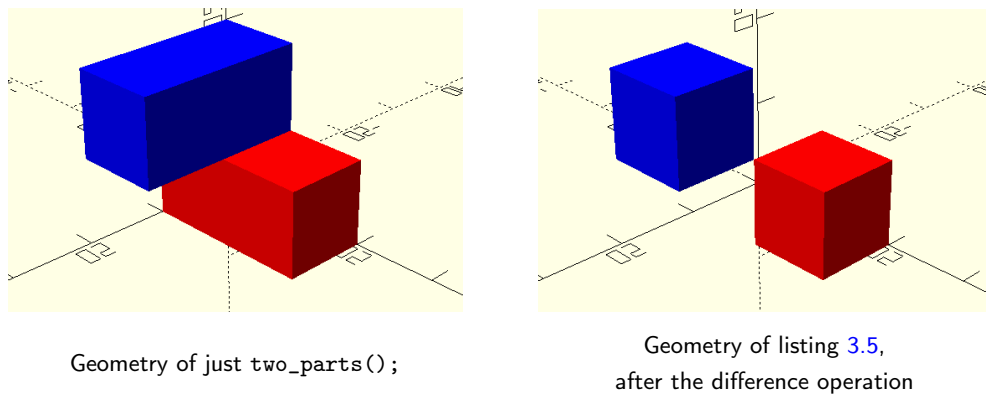 Geometry of just two_parts();
Geometry of listing 3.5,
after the difference operation